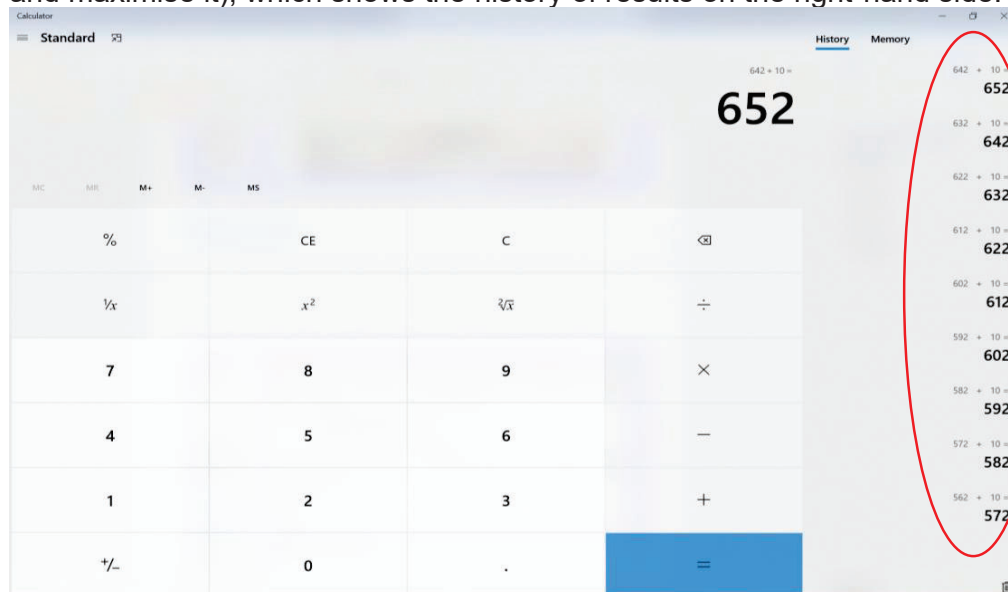 and maximise it), which shows the history of results on the right-hand side.
Calculator
Standard
History Memory
642 + 10 =
652
MC MR M+ M- MS
% CE C
1/x x² ²√x ÷
7 8 9 ×
4 5 6 −
1 2 3 +
+/− 0 . =
642 + 10 =
652
632 + 10 =
642
622 + 10 =
632
612 + 10 =
622
602 + 10 =
612
592 + 10 =
602
582 + 10 =
592
572 + 10 =
582
562 + 10 =
572